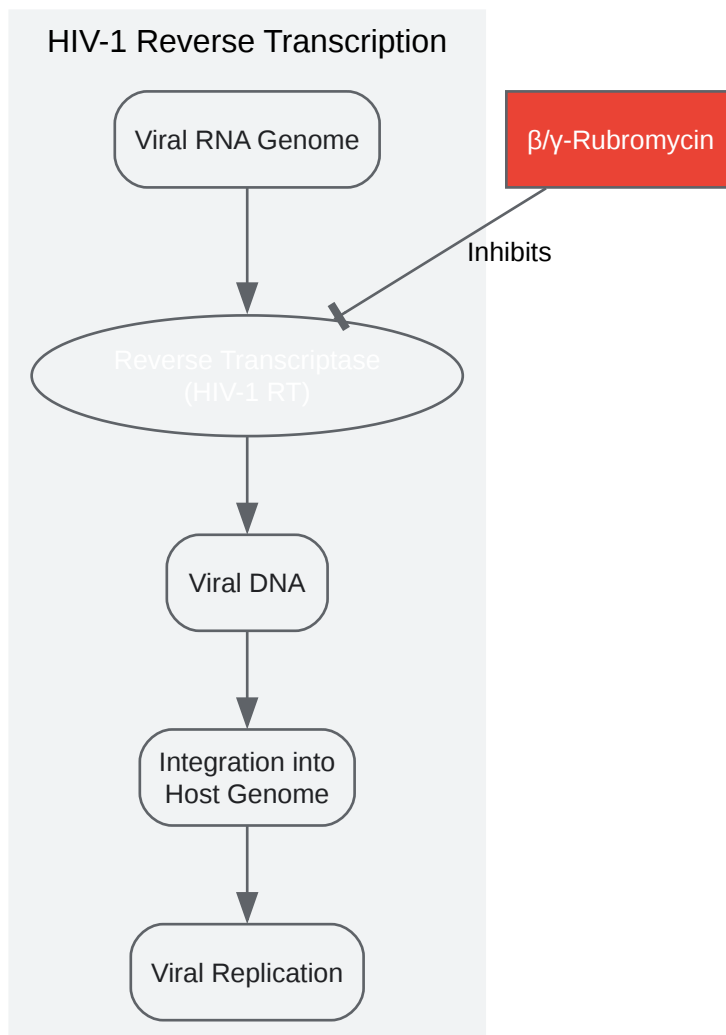 HIV-1 Reverse Transcription
Viral RNA Genome
β/γ-Rubromycin
Inhibits
Reverse Transcriptase
(HIV-1 RT)
Viral DNA
Integration into
Host Genome
Viral Replication